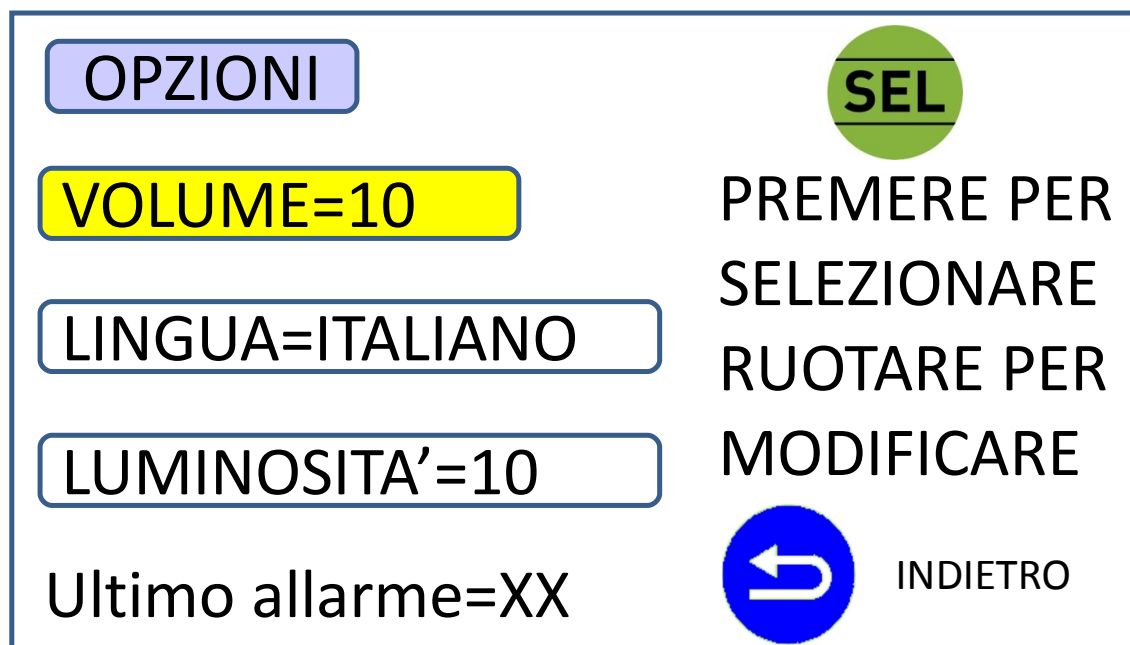 OPZIONI
VOLUME=10
LINGUA=ITALIANO
LUMINOSITA’=10
Ultimo allarme=XX
SEL
PREMERE PER
SELEZIONARE
RUOTARE PER
MODIFICARE
INDIETRO